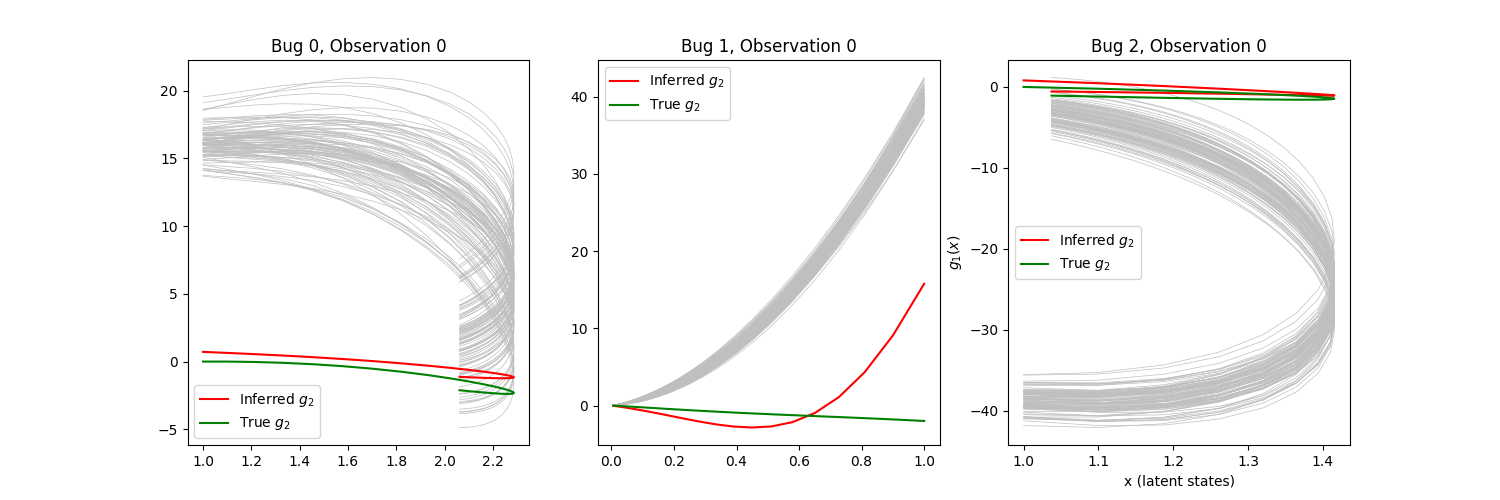 Bug 0, Observation 0
20
15
10
5
0
−5
1.0 1.2 1.4 1.6 1.8 2.0 2.2
Inferred g₂
True g₂
Bug 1, Observation 0
40
30
20
10
0
0.0 0.2 0.4 0.6 0.8 1.0
Inferred g₂
True g₂
Bug 2, Observation 0
g₁(x)
0
−10
−20
−30
−40
1.0 1.1 1.2 1.3 1.4
x (latent states)
Inferred g₂
True g₂